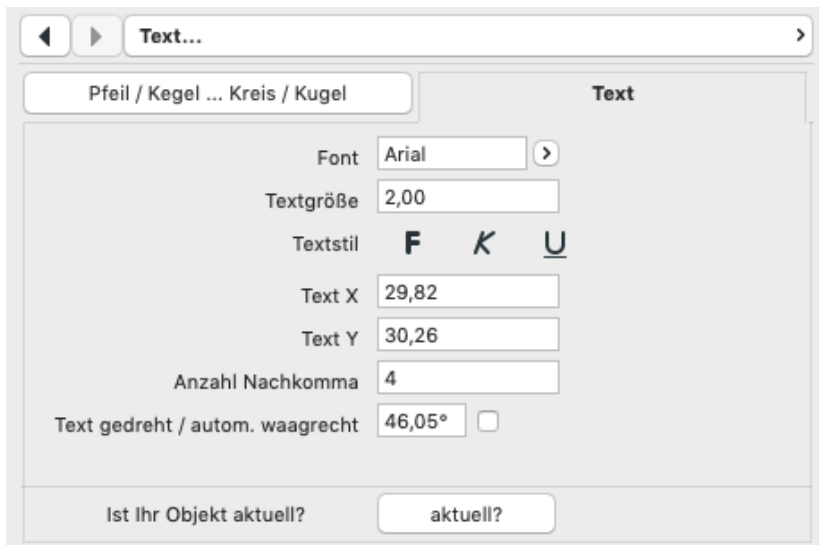 Text...
Pfeil / Kegel ... Kreis / Kugel Text
Font Arial
Textgröße 2,00
Textstil F K U
Text X 29,82
Text Y 30,26
Anzahl Nachkomma 4
Text gedreht / autom. waagrecht 46,05°
Ist Ihr Objekt aktuell? aktuell?